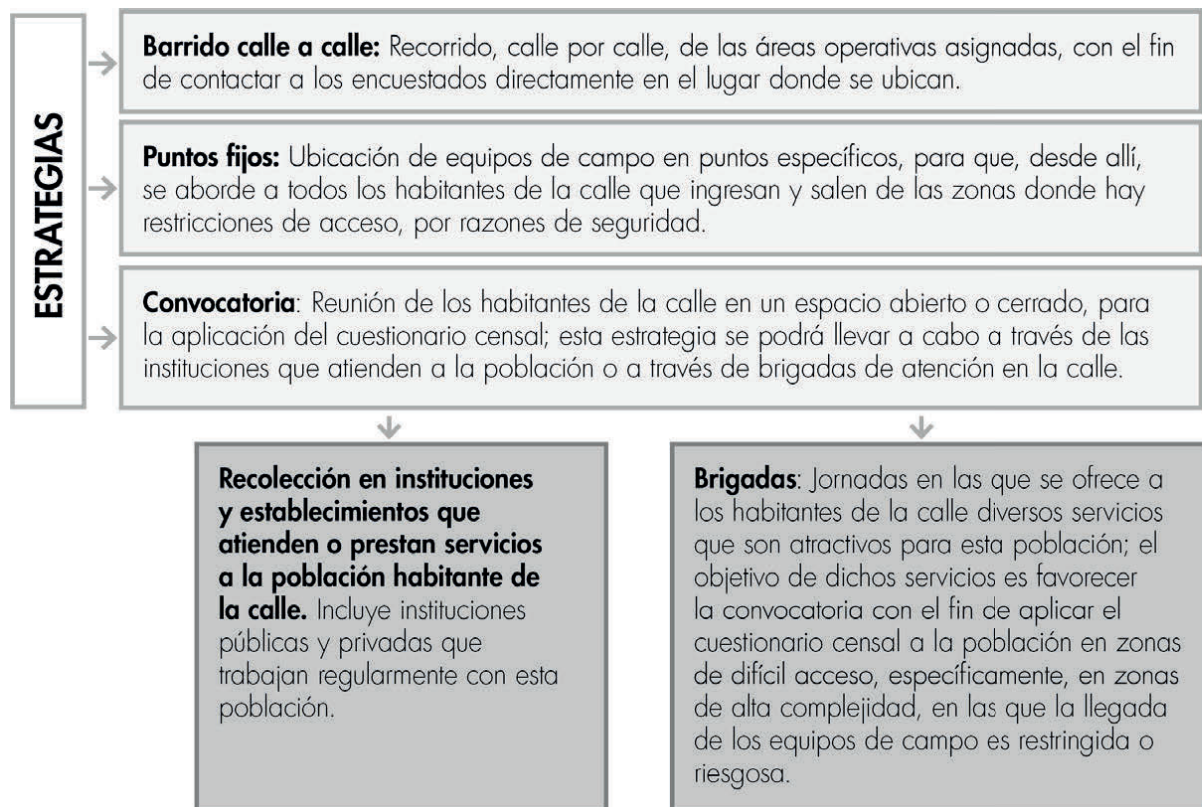 ESTRATEGIAS
Barrido calle a calle: Recorrido, calle por calle, de las áreas operativas asignadas, con el fin
de contactar a los encuestados directamente en el lugar donde se ubican.
Puntos fijos: Ubicación de equipos de campo en puntos específicos, para que, desde allí,
se aborde a todos los habitantes de la calle que ingresan y salen de las zonas donde hay
restricciones de acceso, por razones de seguridad.
Convocatoria: Reunión de los habitantes de la calle en un espacio abierto o cerrado, para
la aplicación del cuestionario censal; esta estrategia se podrá llevar a cabo a través de las
instituciones que atienden a la población o a través de brigadas de atención en la calle.
Recolección en instituciones
y establecimientos que
atienden o prestan servicios
a la población habitante de
la calle. Incluye instituciones
públicas y privadas que
trabajan regularmente con esta
población.
Brigadas: Jornadas en las que se ofrece a
los habitantes de la calle diversos servicios
que son atractivos para esta población; el
objetivo de dichos servicios es favorecer
la convocatoria con el fin de aplicar el
cuestionario censal a la población en zonas
de difícil acceso, específicamente, en zonas
de alta complejidad, en las que la llegada
de los equipos de campo es restringida o
riesgosa.